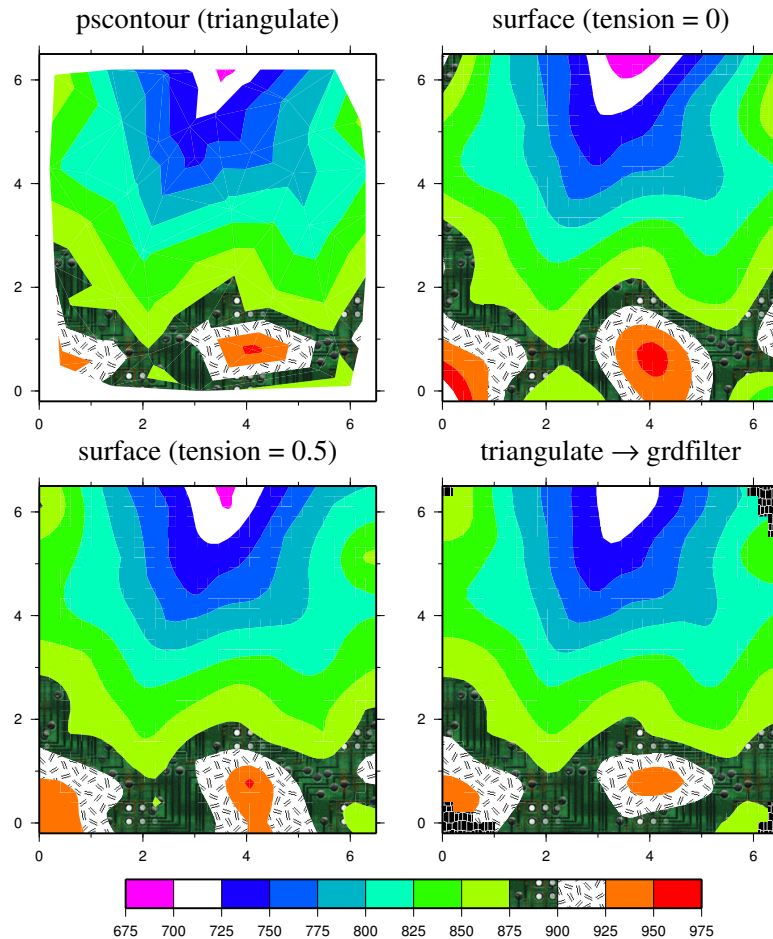 pscontour (triangulate)
surface (tension = 0)
6
4
2
0
0 2 4 6
6
4
2
0
0 2 4 6
surface (tension = 0.5)
triangulate → grdfilter
6
4
2
0
0 2 4 6
6
4
2
0
0 2 4 6
675 700 725 750 775 800 825 850 875 900 925 950 975